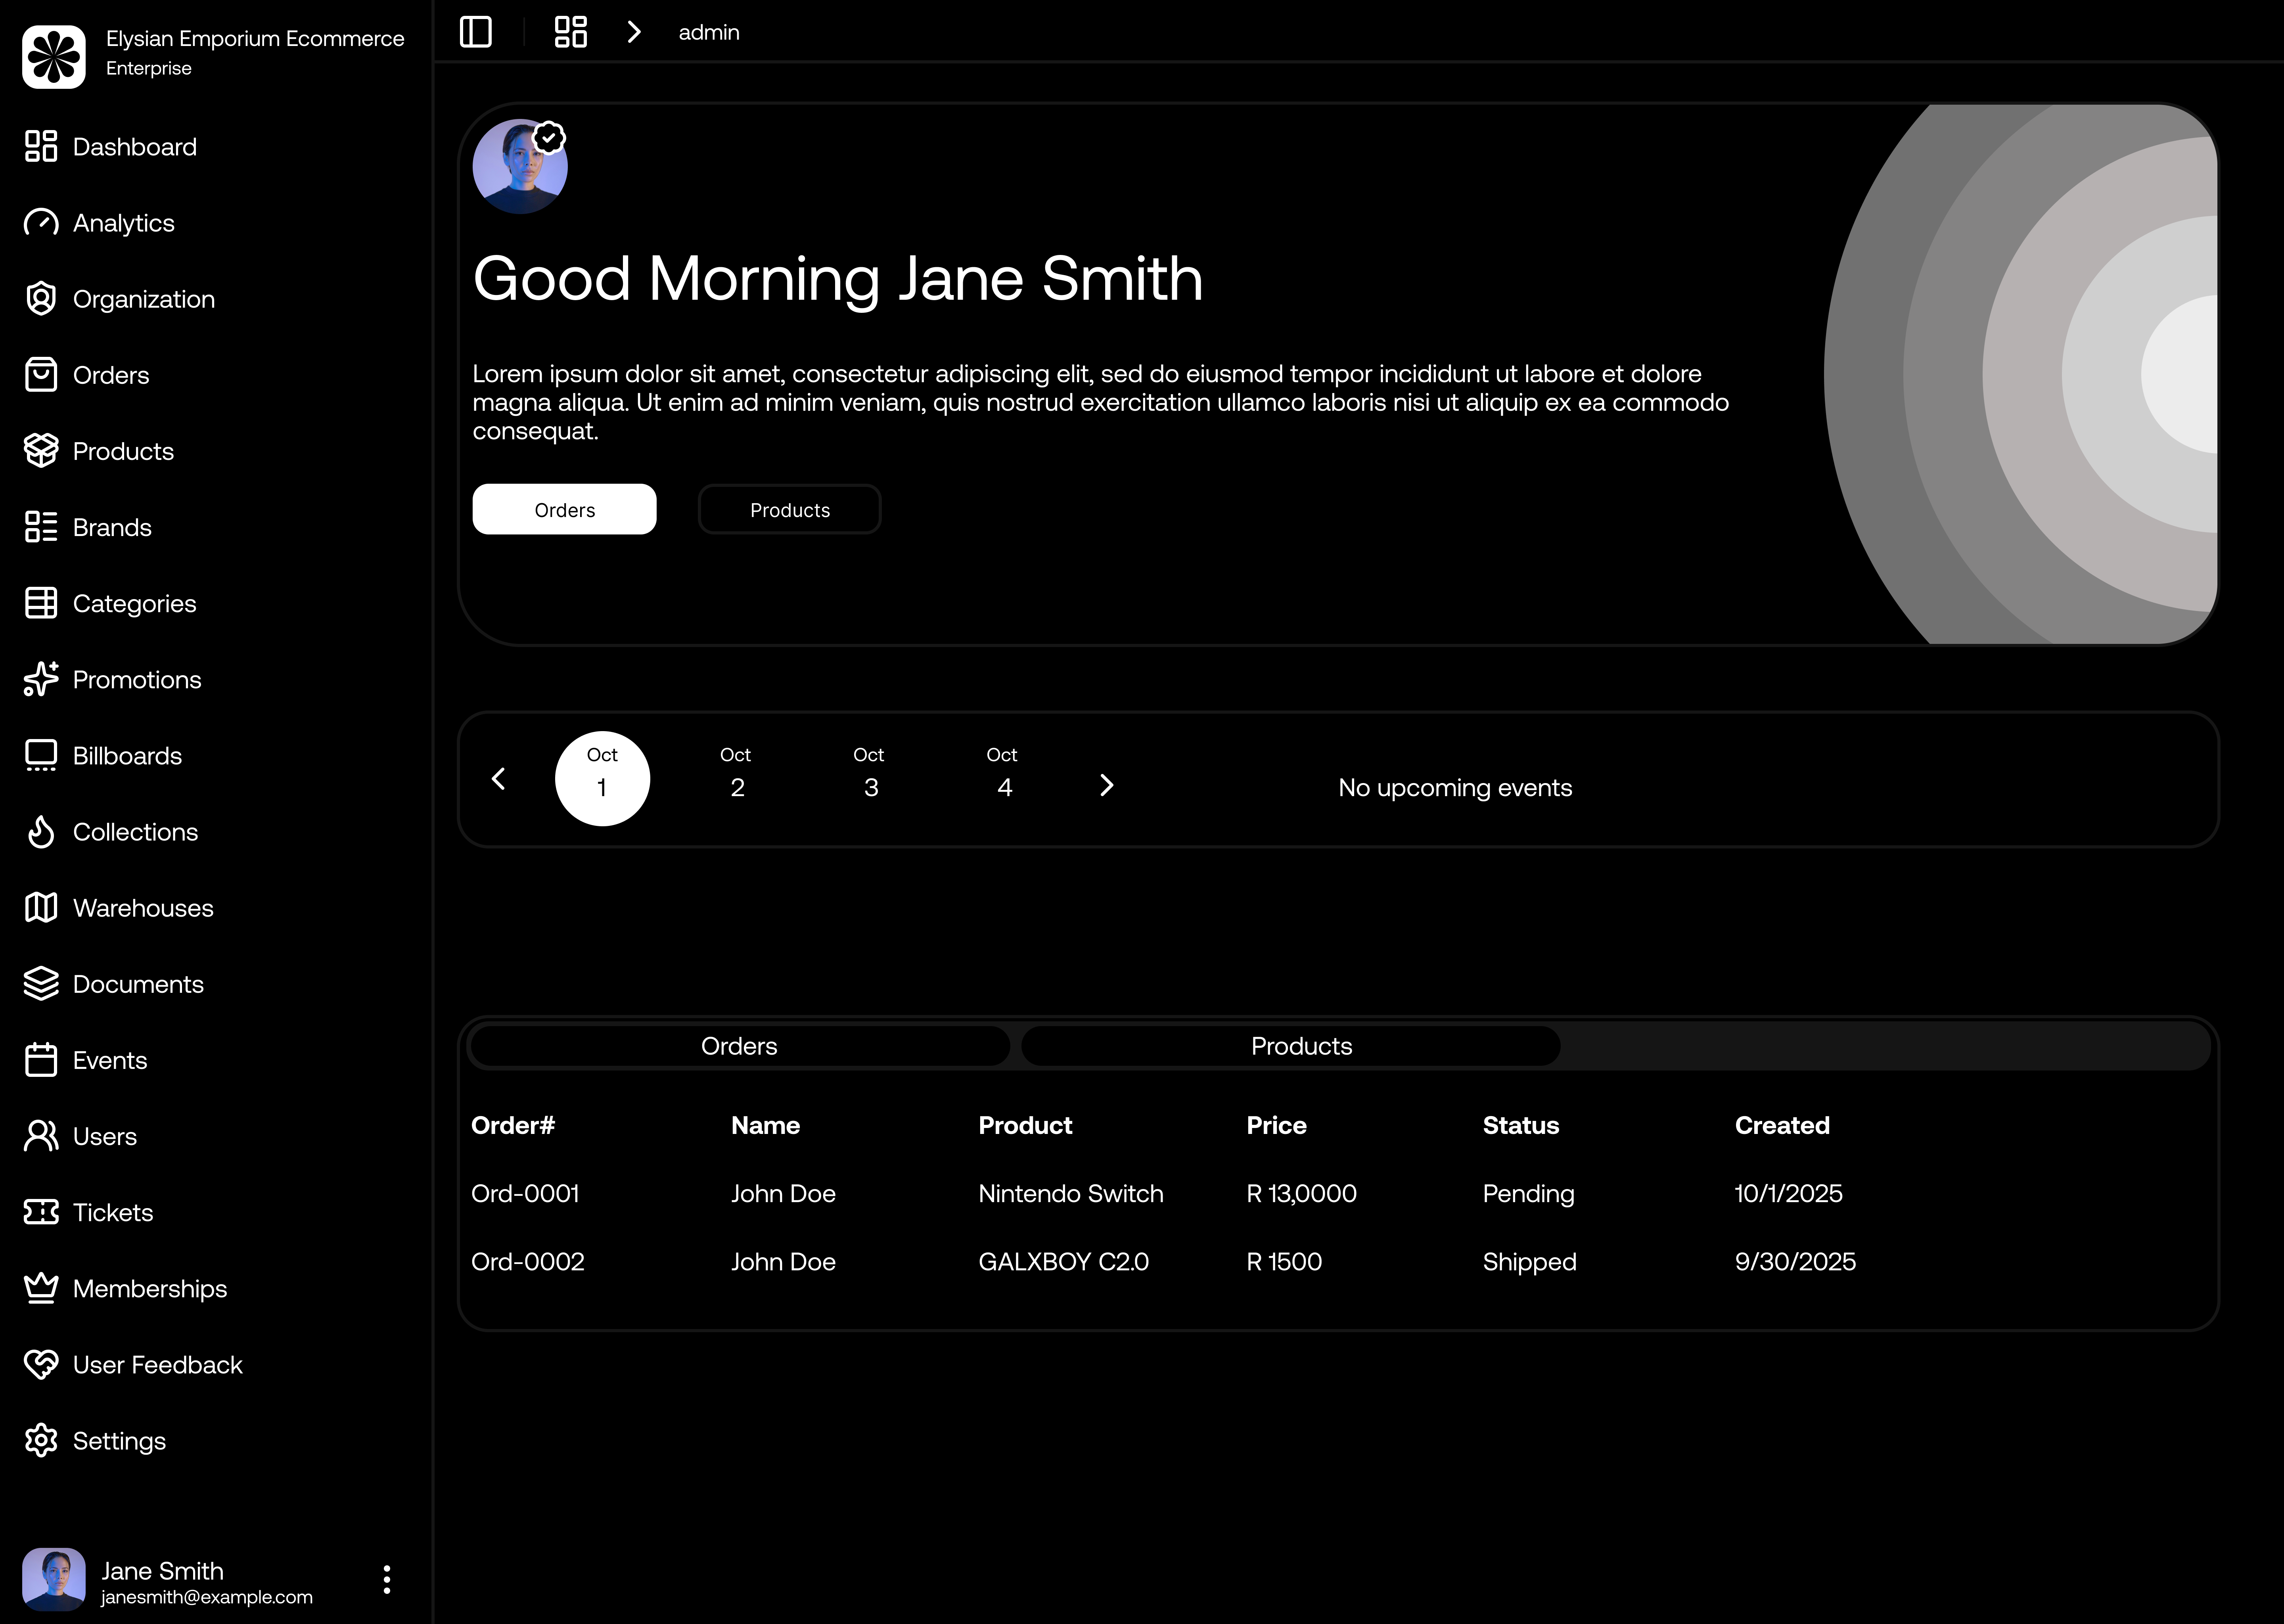 Elysian Emporium Ecommerce
Enterprise
Dashboard
Analytics
Organization
Orders
Products
Brands
Categories
Promotions
Billboards
Collections
Warehouses
Documents
Events
Users
Tickets
Memberships
User Feedback
Settings
Jane Smith
janesmith@example.com
admin
Good Morning Jane Smith
Lorem ipsum dolor sit amet, consectetur adipiscing elit, sed do eiusmod tempor incididunt ut labore et dolore
magna aliqua. Ut enim ad minim veniam, quis nostrud exercitation ullamco laboris nisi ut aliquip ex ea commodo
consequat.
Orders Products
Oct Oct Oct Oct
1 2 3 4 No upcoming events
Orders Products
Order# Name Product Price Status Created
Ord-0001 John Doe Nintendo Switch R 13,0000 Pending 10/1/2025
Ord-0002 John Doe GALXBOY C2.0 R 1500 Shipped 9/30/2025